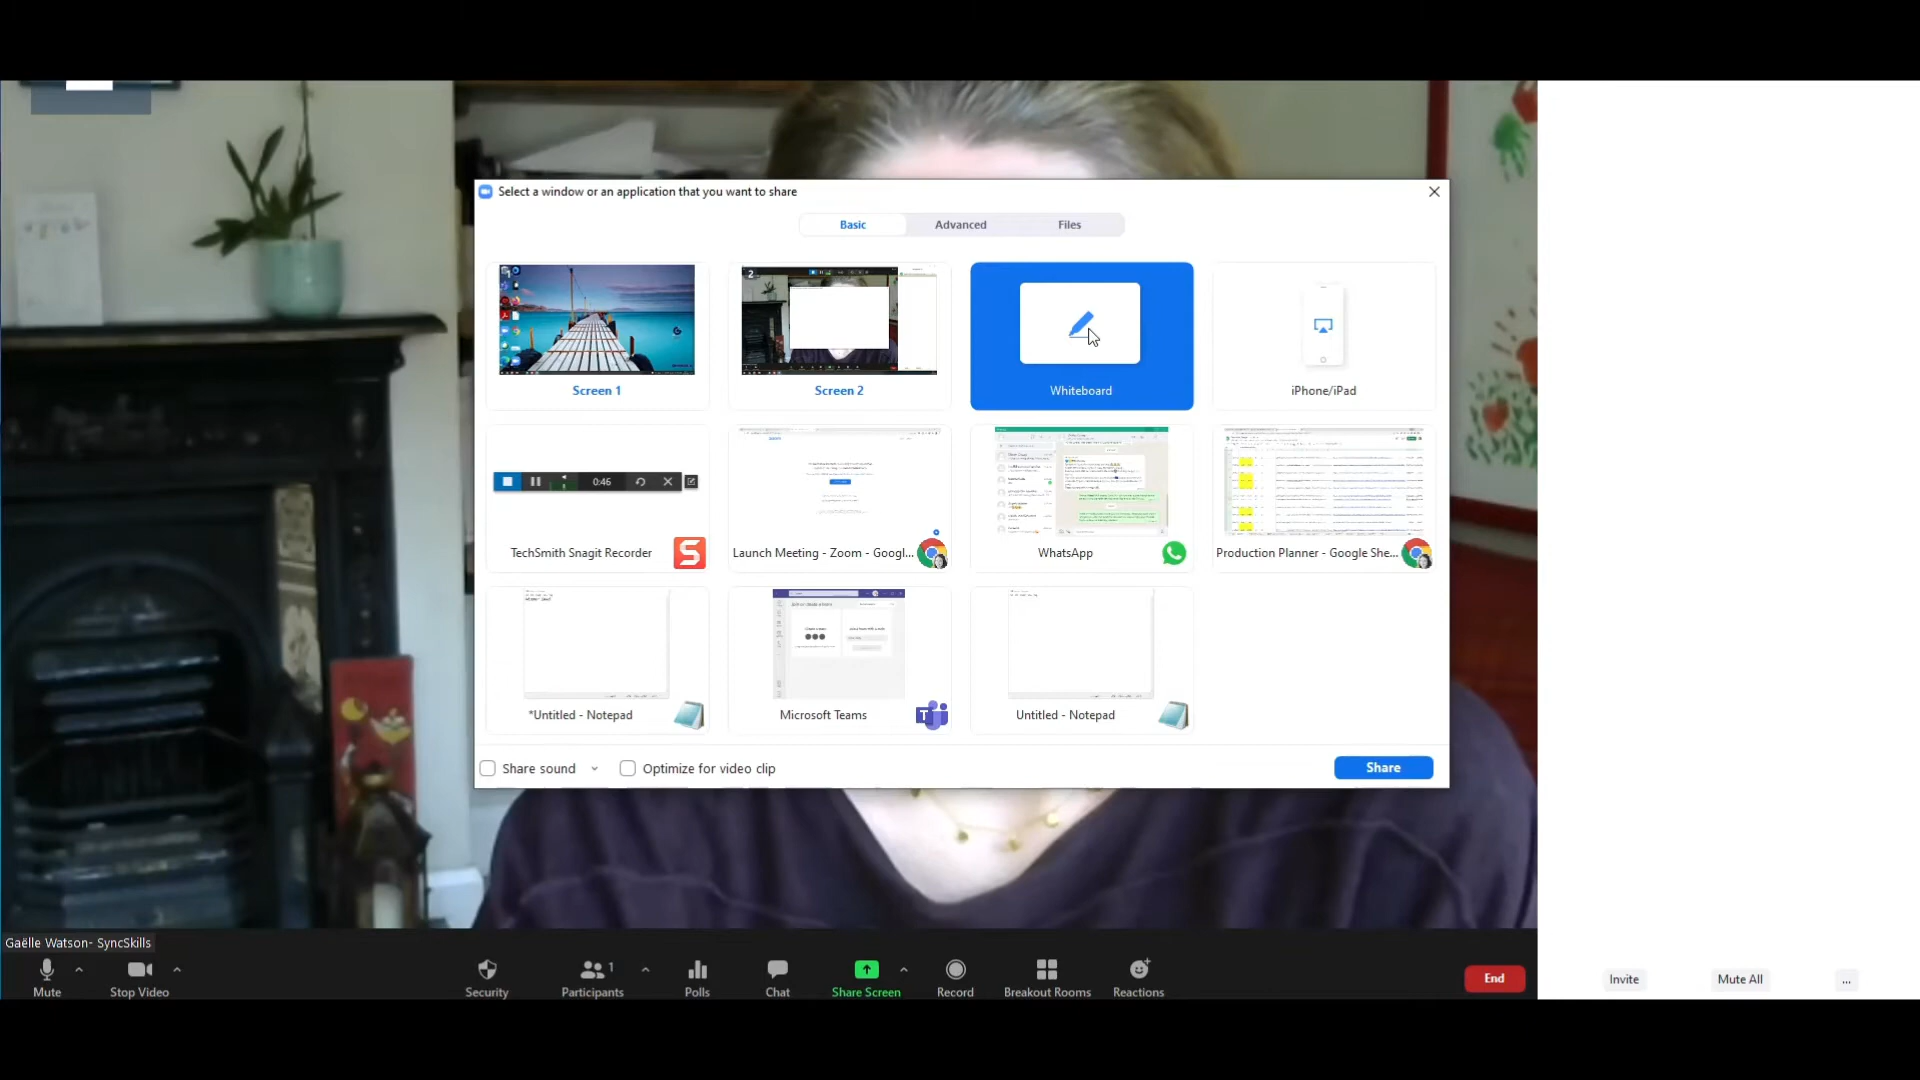 Select a window or an application that you want to share
Basic
Advanced
Files
1
Screen 1
2
Screen 2
Whiteboard
iPhone/iPad
0:46
TechSmith Snagit Recorder
Launch Meeting - Zoom - Googl...
WhatsApp
Production Planner - Google She...
*Untitled - Notepad
Microsoft Teams
Untitled - Notepad
Share sound
Optimize for video clip
Share
Gaëlle Watson- SyncSkills
Mute
Stop Video
Security
1
Participants
Polls
Chat
Share Screen
Record
Breakout Rooms
Reactions
End
Invite
Mute All
...